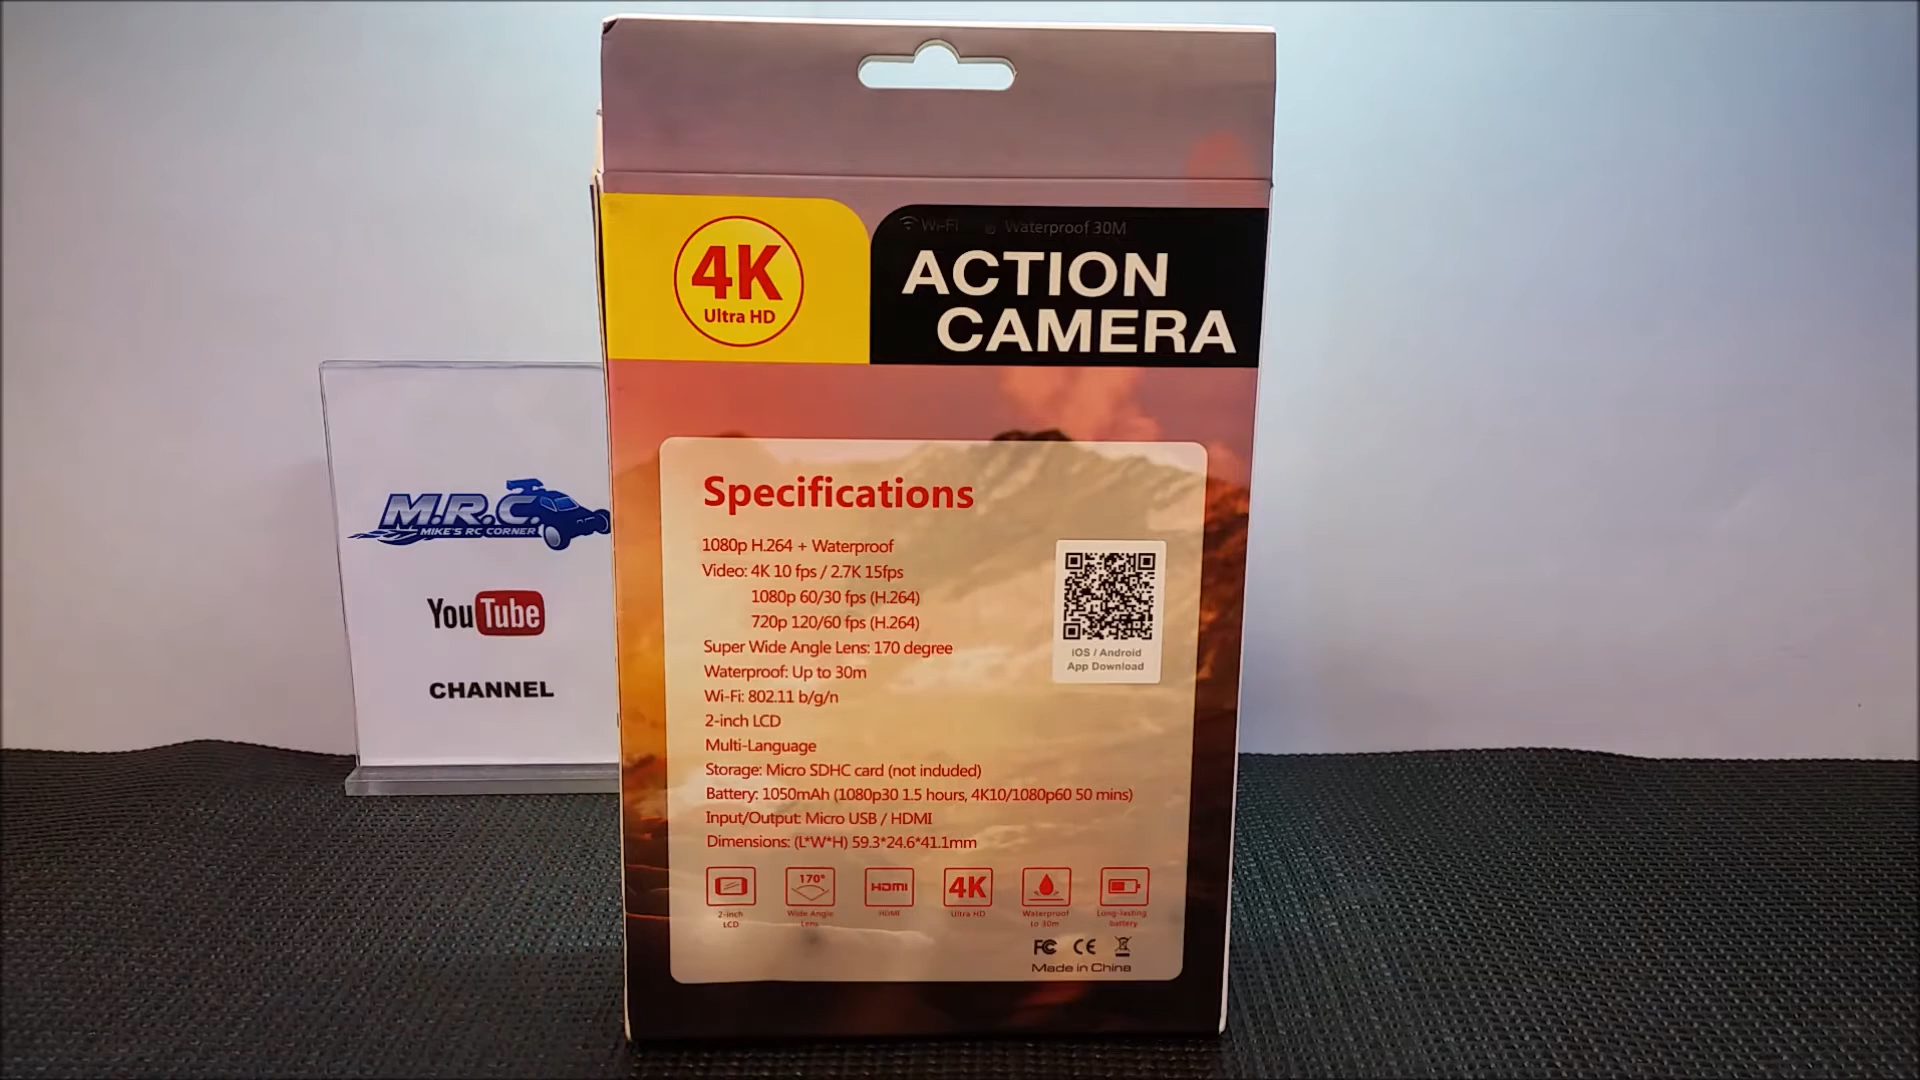 Wi-Fi Waterproof 30M
4K
Ultra HD
ACTION
CAMERA
M.R.C.
MIKE'S RC CORNER
YouTube
CHANNEL
Specifications
1080p H.264 + Waterproof
Video: 4K 10 fps / 2.7K 15fps
1080p 60/30 fps (H.264)
720p 120/60 fps (H.264)
Super Wide Angle Lens: 170 degree
Waterproof: Up to 30m
Wi-Fi: 802.11 b/g/n
2-inch LCD
Multi-Language
Storage: Micro SDHC card (not included)
Battery: 1050mAh (1080p30 1.5 hours, 4K10/1080p60 50 mins)
Input/Output: Micro USB / HDMI
Dimensions: (L*W*H) 59.3*24.6*41.1mm
iOS / Android
App Download
170°
HDMI
4K
2-inch
LCD
Wide Angle
Lens
HDMI
Ultra HD
Waterproof
to 30m
Long-lasting
battery
FC CE
Made in China